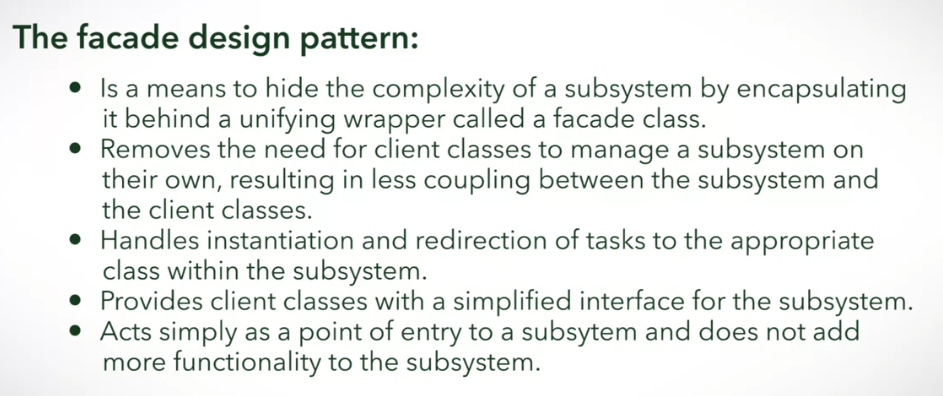 The facade design pattern:
• Is a means to hide the complexity of a subsystem by encapsulating
it behind a unifying wrapper called a facade class.
• Removes the need for client classes to manage a subsystem on
their own, resulting in less coupling between the subsystem and
the client classes.
• Handles instantiation and redirection of tasks to the appropriate
class within the subsystem.
• Provides client classes with a simplified interface for the subsystem.
• Acts simply as a point of entry to a subsytem and does not add
more functionality to the subsystem.